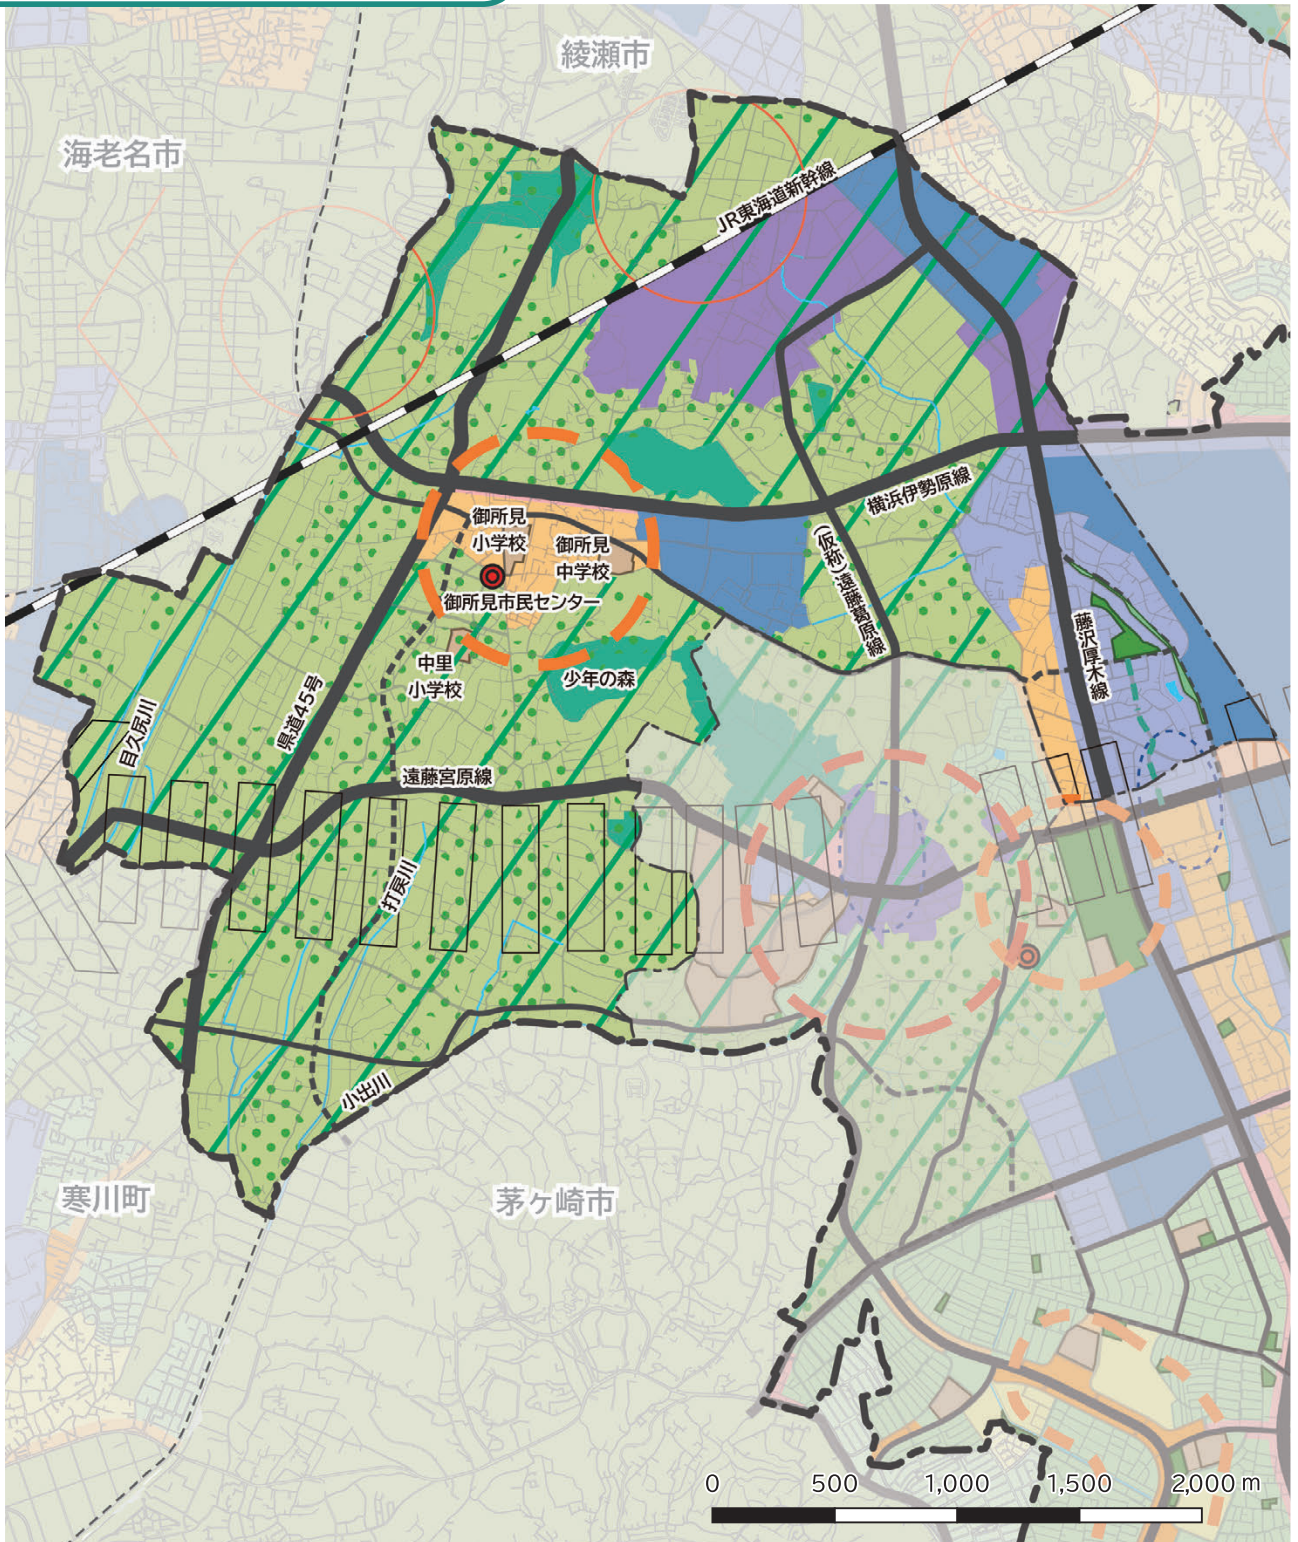 綾瀬市
海老名市
JR東海道新幹線
横浜伊勢原線
御所見
小学校
御所見
中学校
(仮称)遠藤葛原線
御所見市民センター
藤沢厚木線
中里
小学校
少年の森
県道45号
目久尻川
遠藤宮原線
打戻川
小出川
寒川町
茅ヶ崎市
0 500 1,000 1,500 2,000 m